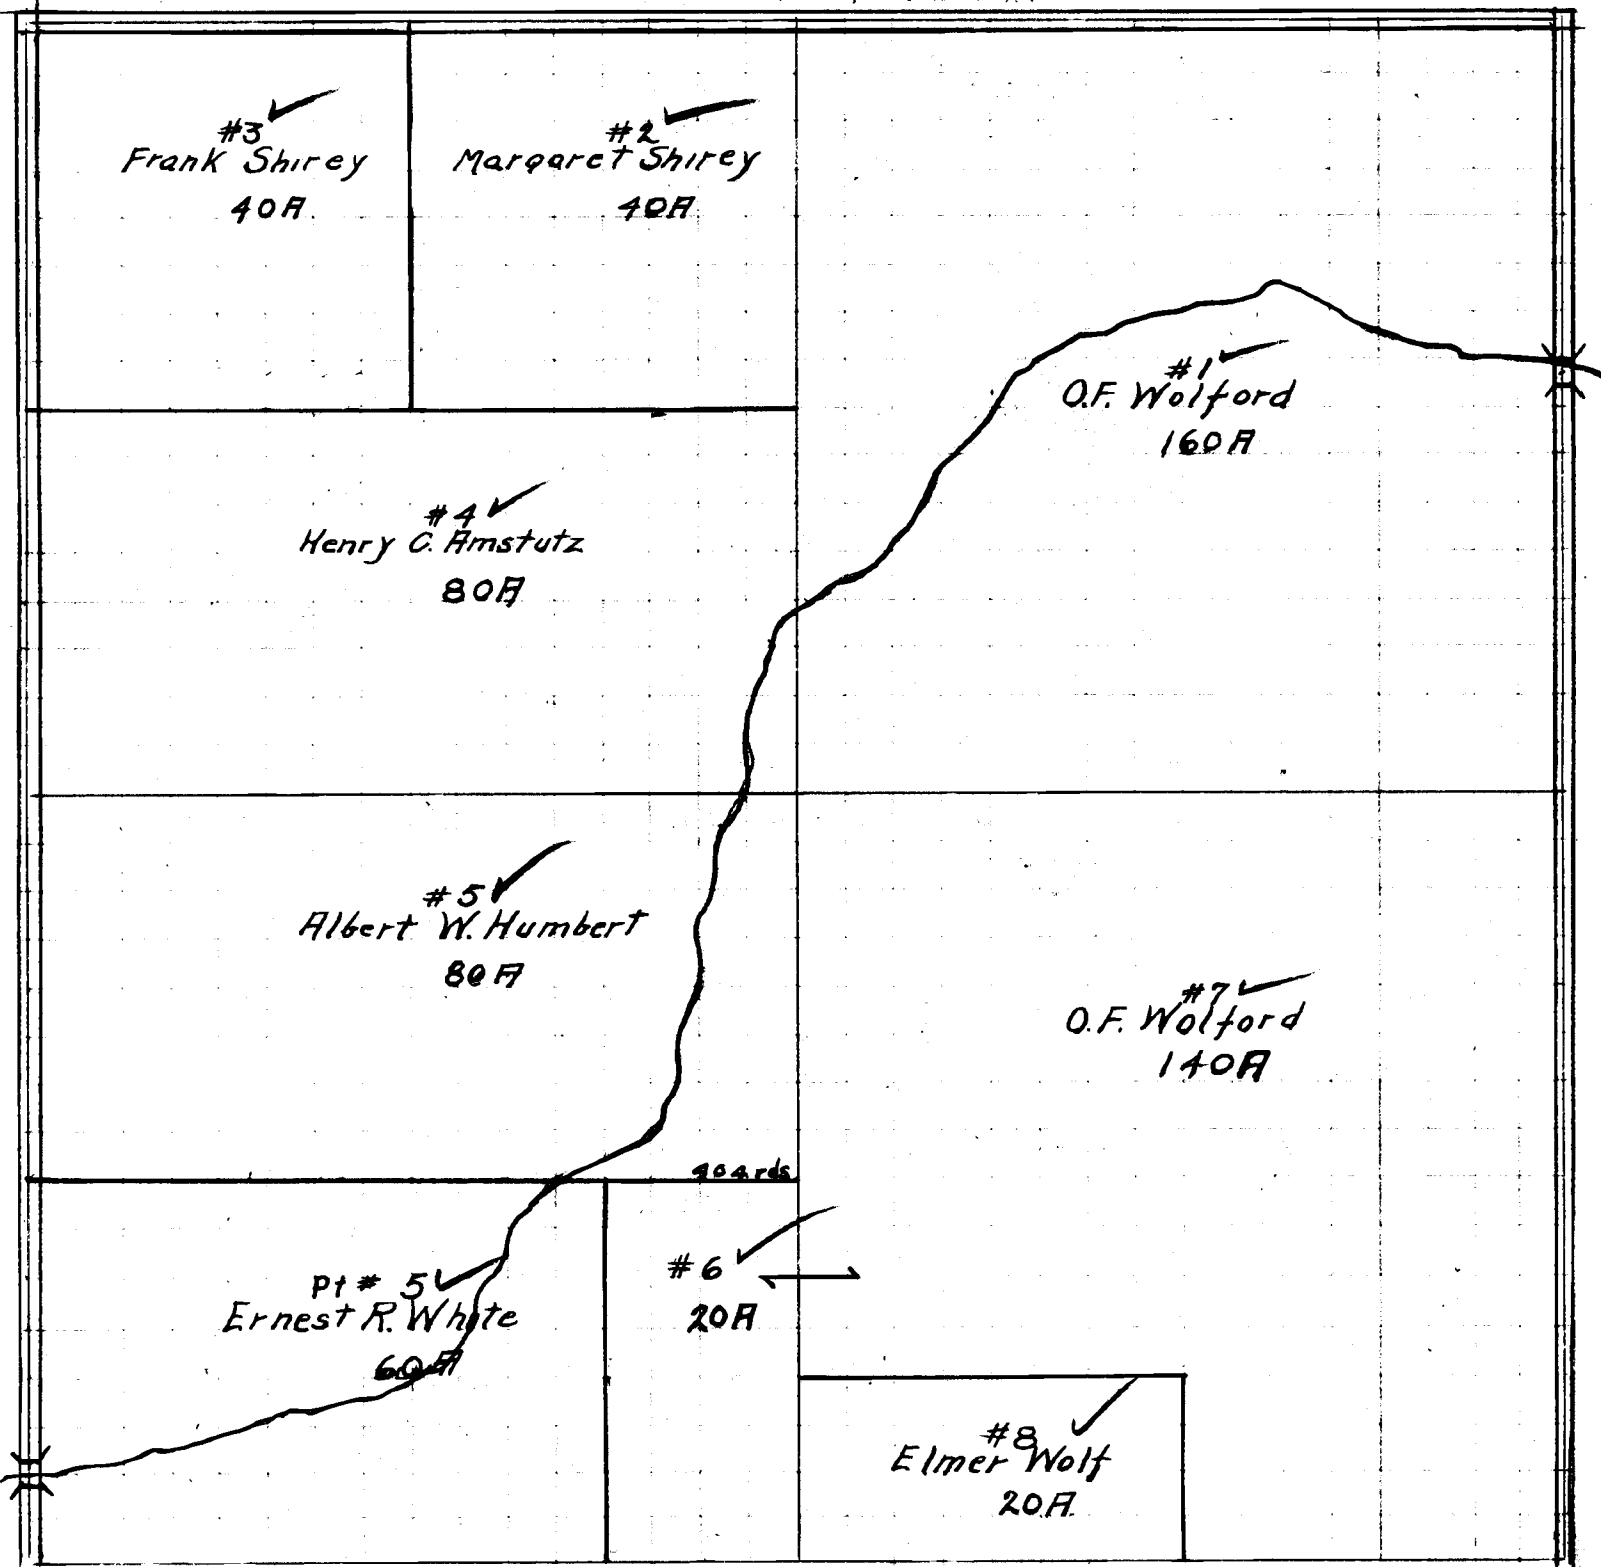 #3
Frank Shirey
40A
#2
Margaret Shirey
40A
#1
O.F. Wolford
160A
#4
Henry C. Amstutz
80A
#5
Albert W. Humbert
80A
#7
O.F. Wolford
140A
rds
pt # 5
Ernest R. White
60A
#6
20A
#8
Elmer Wolf
20A